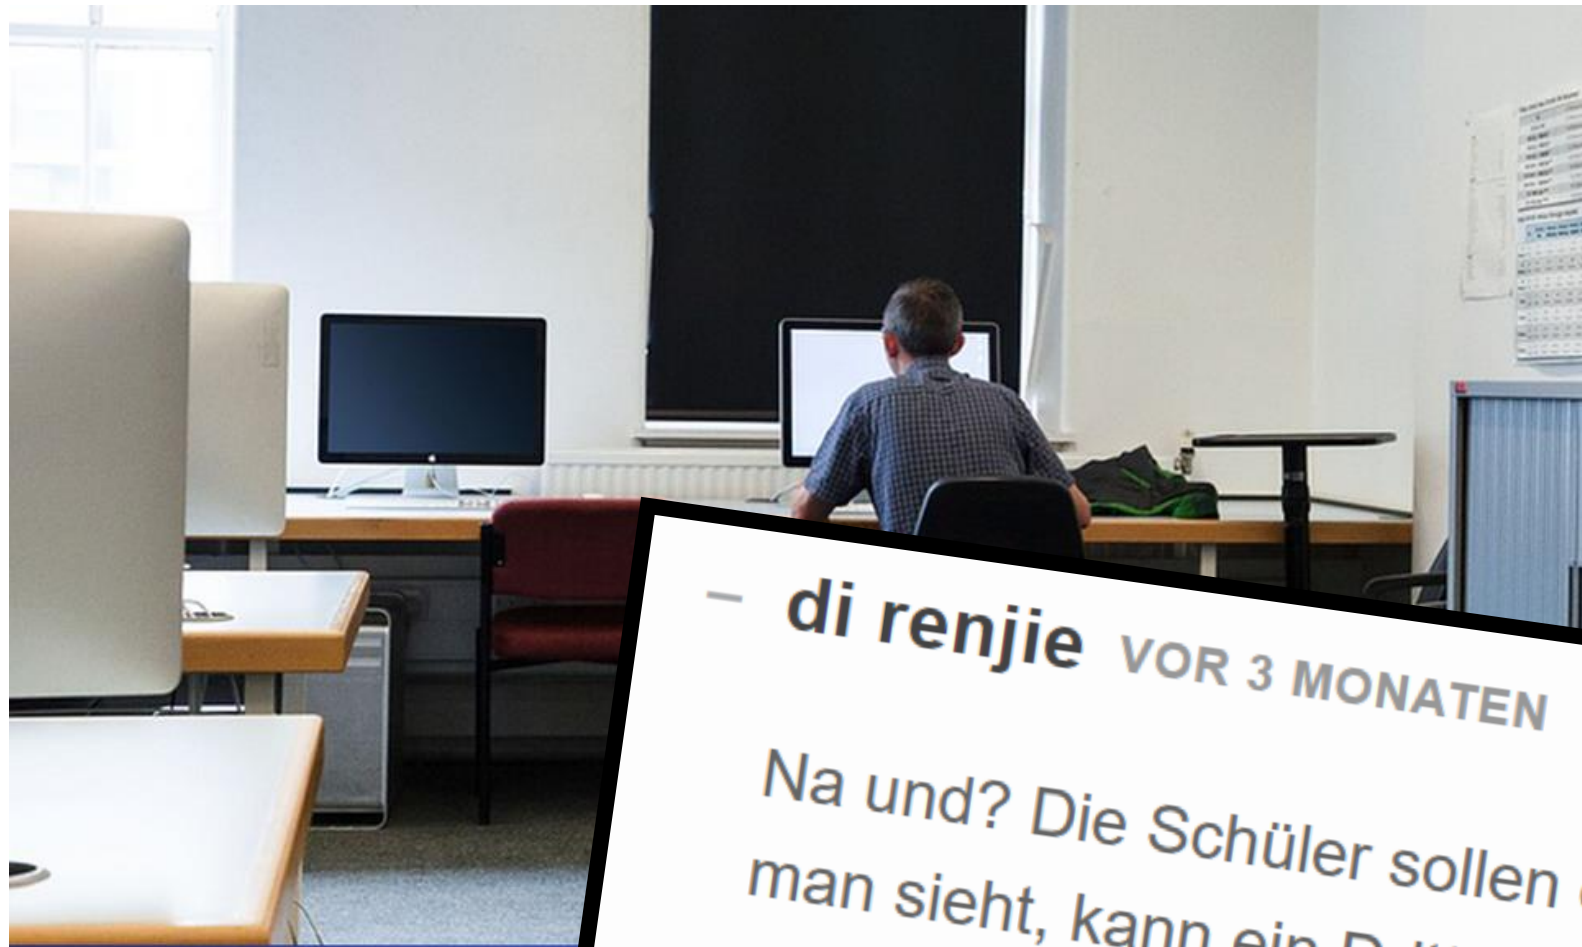 – di renjie VOR 3 MONATEN
Na und? Die Schüler sollen
man sieht, kann ein